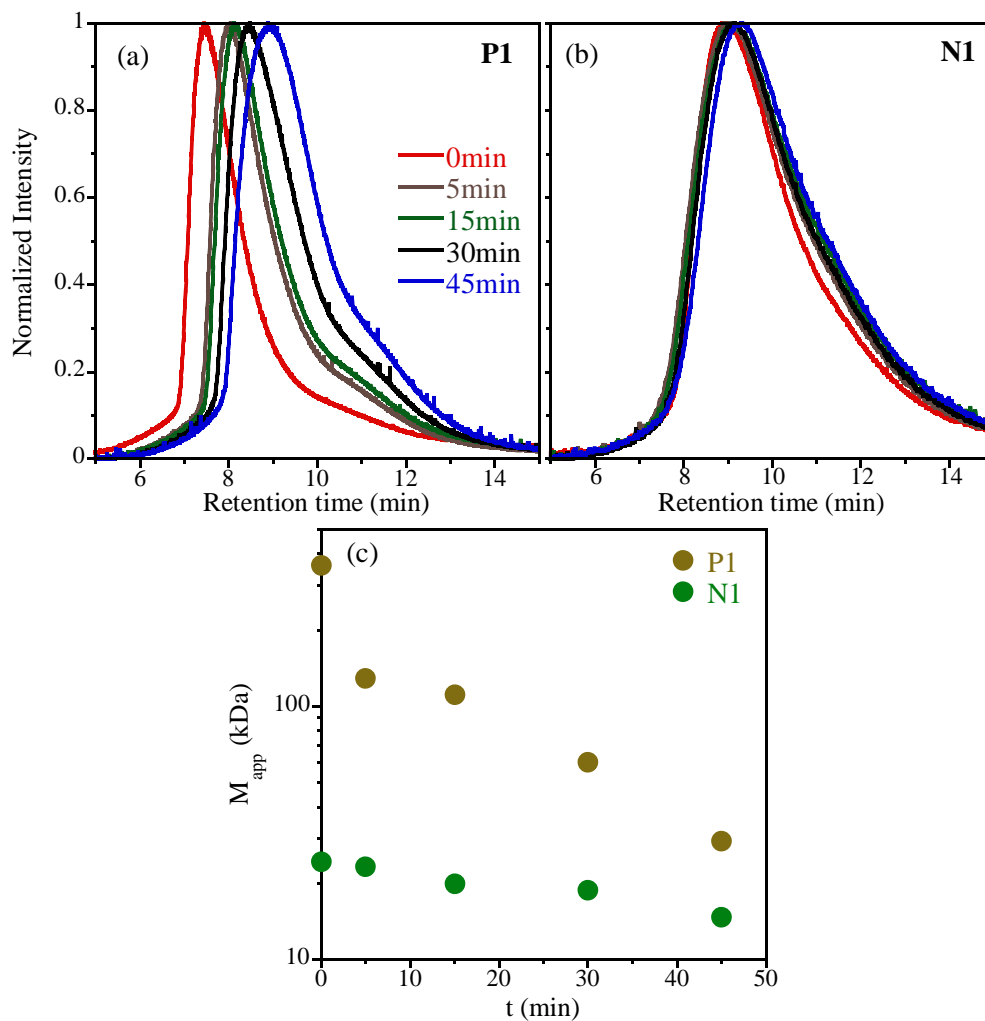 (a) P1
(b) N1
1
0.8
0.6
0.4
0.2
0
Normalized Intensity
0min
5min
15min
30min
45min
6 8 10 12 14
6 8 10 12 14
Retention time (min)
Retention time (min)
(c)
P1
N1
100
10
M app (kDa)
0 10 20 30 40 50
t (min)